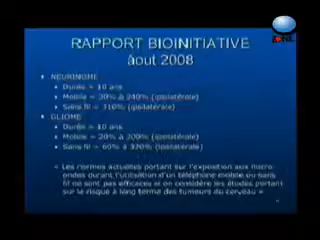 RAPPORT BIOINITIATIVE
âout 2008
NEURINOME
Durée = 10 ans
Mobile = 30% à 240% (ipsilatérale)
Sans fil = 310% (ipsilatérale)
GLIOME
Durée = 10 ans
Mobile = 20% à 200% (ipsilatérale)
Sans fil = 60% à 320% (ipsilatérale)
« Les normes actuelles portant sur l'exposition aux micro-
ondes durant l'utilisation d'un téléphone mobile ou sans
fil ne sont pas efficaces si on considère les études portant
sur le risque à long terme des tumeurs du cerveau »